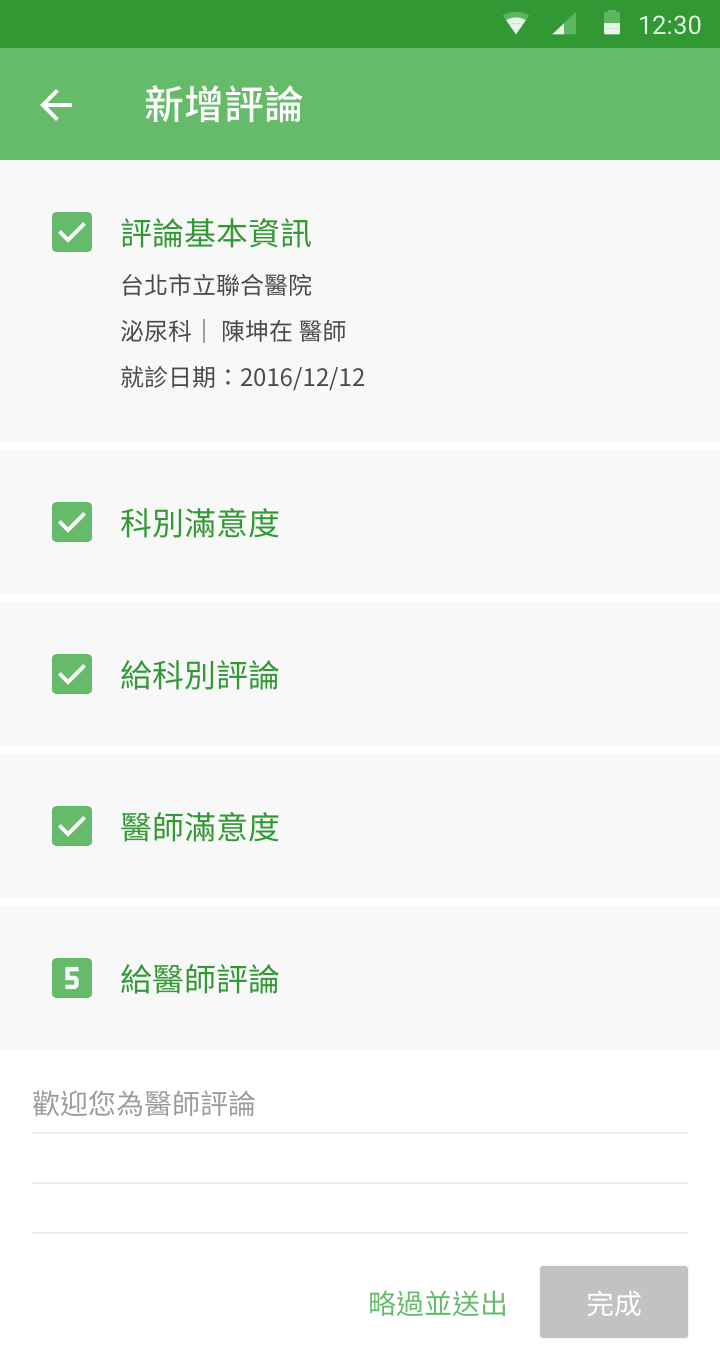 12:30
新增評論
評論基本資訊
台北市立聯合醫院
泌尿科｜ 陳坤在 醫師
就診日期：2016/12/12
科別滿意度
給科別評論
醫師滿意度
5 給醫師評論
歡迎您為醫師評論
略過並送出 完成